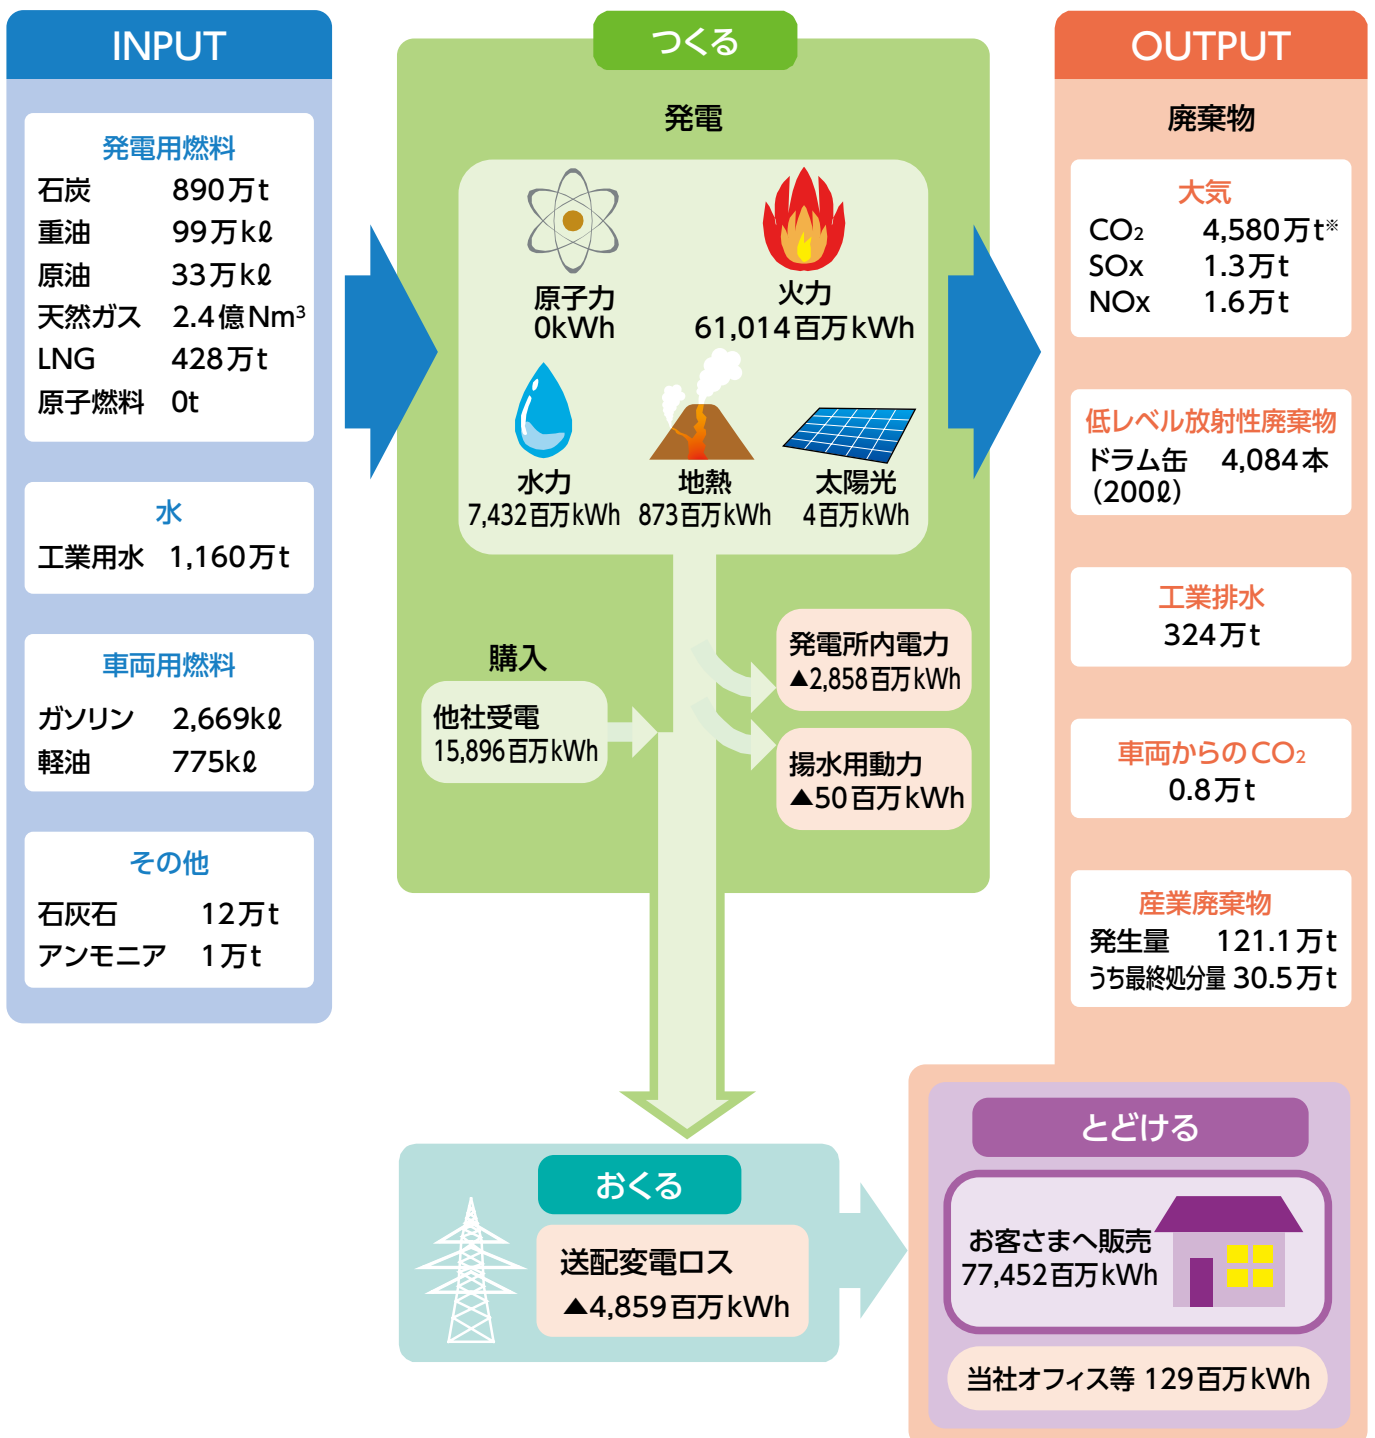 INPUT
発電用燃料
石炭 890万t
重油 99万kℓ
原油 33万kℓ
天然ガス 2.4億Nm³
LNG 428万t
原子燃料 0t
水
工業用水 1,160万t
車両用燃料
ガソリン 2,669kℓ
軽油 775kℓ
その他
石灰石 12万t
アンモニア 1万t
つくる
発電
原子力
0kWh
火力
61,014百万kWh
水力
7,432百万kWh
地熱
873百万kWh
太陽光
4百万kWh
購入
他社受電
15,896百万kWh
発電所内電力
▲2,858百万kWh
揚水用動力
▲50百万kWh
おくる
送配変電ロス
▲4,859百万kWh
OUTPUT
廃棄物
大気
CO₂ 4,580万t※
SOx 1.3万t
NOx 1.6万t
低レベル放射性廃棄物
ドラム缶 4,084本
(200ℓ)
工業排水
324万t
車両からのCO₂
0.8万t
産業廃棄物
発生量 121.1万t
うち最終処分量 30.5万t
とどける
お客さまへ販売
77,452百万kWh
当社オフィス等 129百万kWh